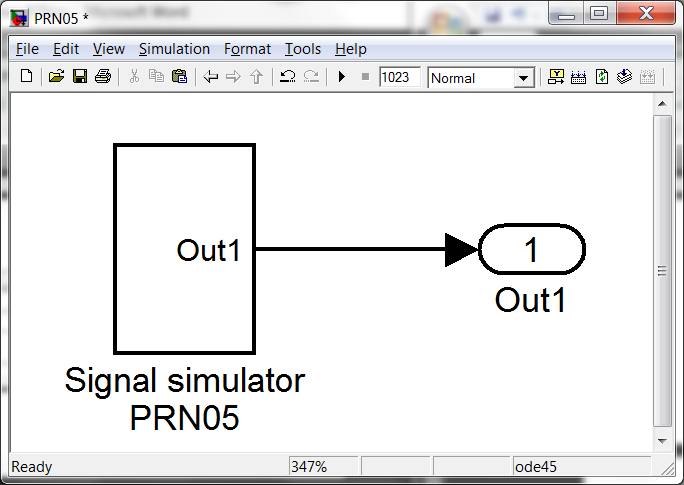 PRN05 *
File Edit View Simulation Format Tools Help
1023 Normal
Out1
1
Out1
Signal simulator
PRN05
Ready 347% ode45